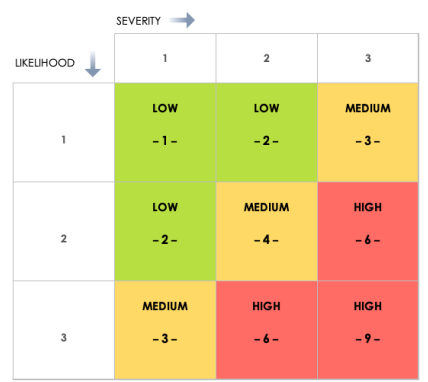 SEVERITY
LIKELIHOOD
1 2 3
LOW LOW MEDIUM
1 – 1 – – 2 – – 3 –
LOW MEDIUM HIGH
2 – 2 – – 4 – – 6 –
MEDIUM HIGH HIGH
3 – 3 – – 6 – – 9 –